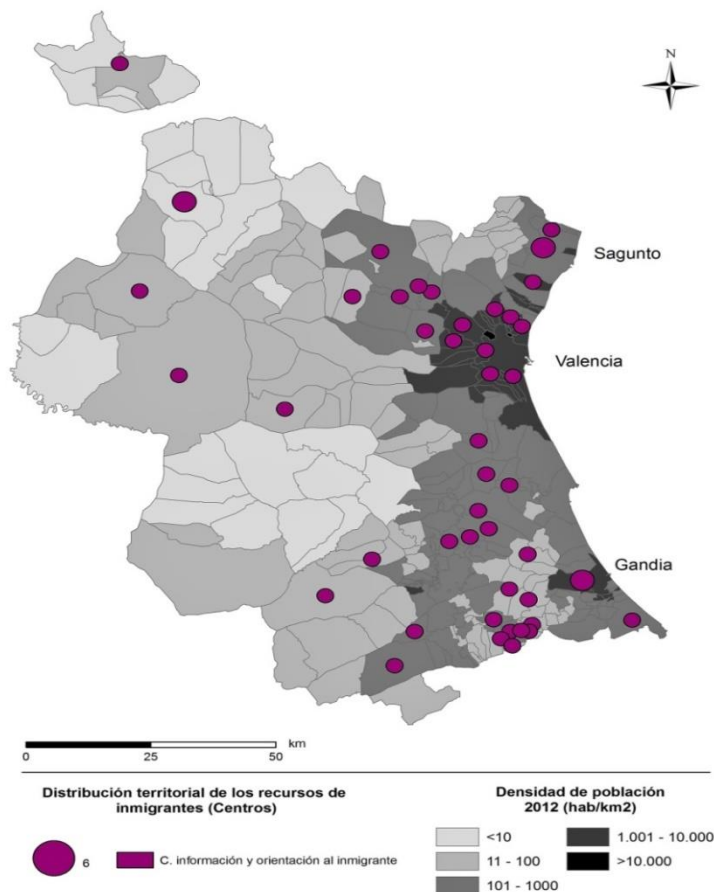 N
Sagunto
Valencia
Gandia
km
0 25 50
Distribución territorial de los recursos de
inmigrantes (Centros)
6
C. información y orientación al inmigrante
Densidad de población
2012 (hab/km2)
<10
11 - 100
101 - 1000
1.001 - 10.000
>10.000